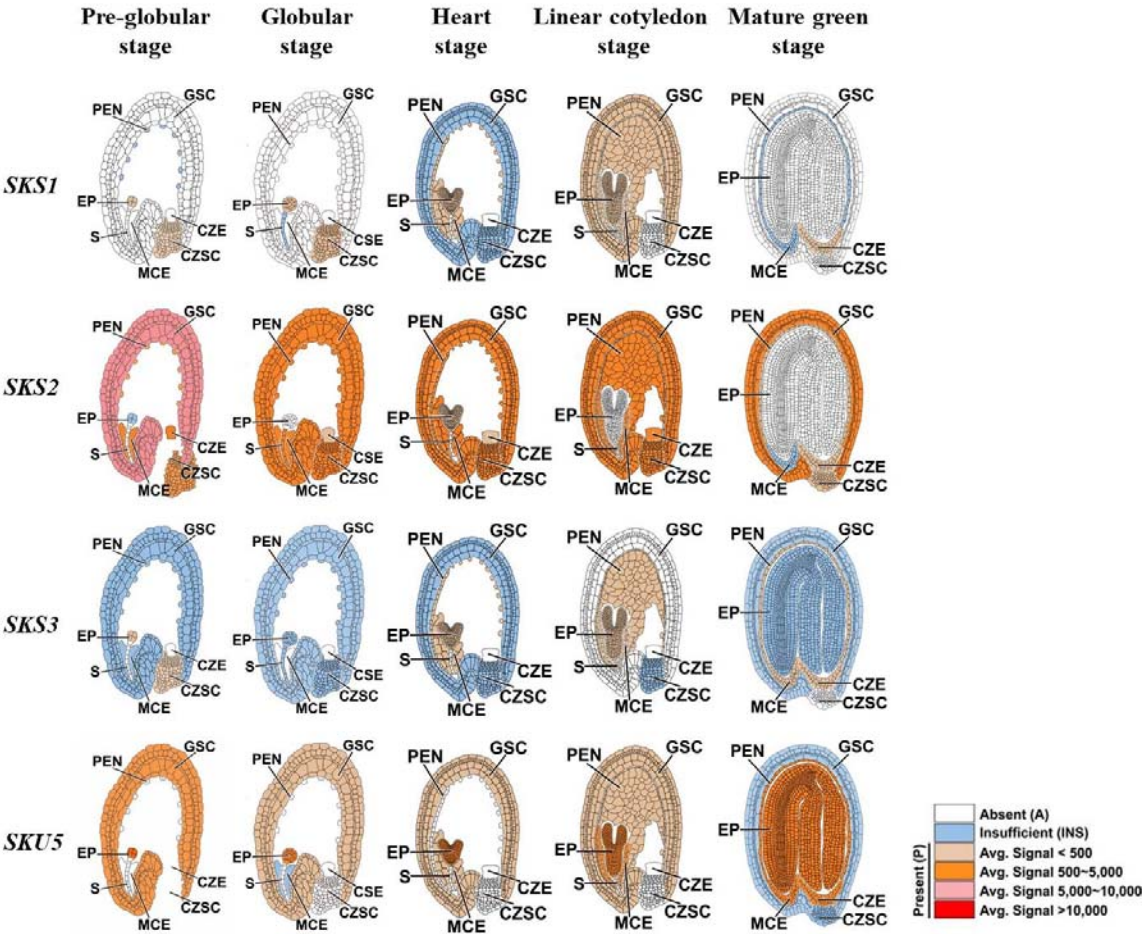 Pre-globular stage
Globular stage
Heart stage
Linear cotyledon stage
Mature green stage
SKS1
PEN
GSC
EP
S
MCE
CZE
CZSC
PEN
GSC
EP
S
MCE
CSE
CZSC
PEN
GSC
EP
S
MCE
CZE
CZSC
PEN
GSC
EP
S
MCE
CZE
CZSC
PEN
GSC
EP
MCE
CZE
CZSC
SKS2
PEN
GSC
EP
S
MCE
CZE
CZSC
PEN
GSC
EP
S
MCE
CSE
CZSC
PEN
GSC
EP
S
MCE
CZE
CZSC
PEN
GSC
EP
S
MCE
CZE
CZSC
PEN
GSC
EP
MCE
CZE
CZSC
SKS3
PEN
GSC
EP
S
MCE
CZE
CZSC
PEN
GSC
EP
S
MCE
CSE
CZSC
PEN
GSC
EP
S
MCE
CZE
CZSC
PEN
GSC
EP
S
MCE
CZE
CZSC
PEN
GSC
EP
MCE
CZE
CZSC
SKU5
PEN
GSC
EP
S
MCE
CZE
CZSC
PEN
GSC
EP
S
MCE
CSE
CZSC
PEN
GSC
EP
S
MCE
CZE
CZSC
PEN
GSC
EP
S
MCE
CZE
CZSC
PEN
GSC
EP
MCE
CZE
CZSC
Absent (A)
Insufficient (INS)
Present (P)
Avg. Signal < 500
Avg. Signal 500~5,000
Avg. Signal 5,000~10,000
Avg. Signal >10,000